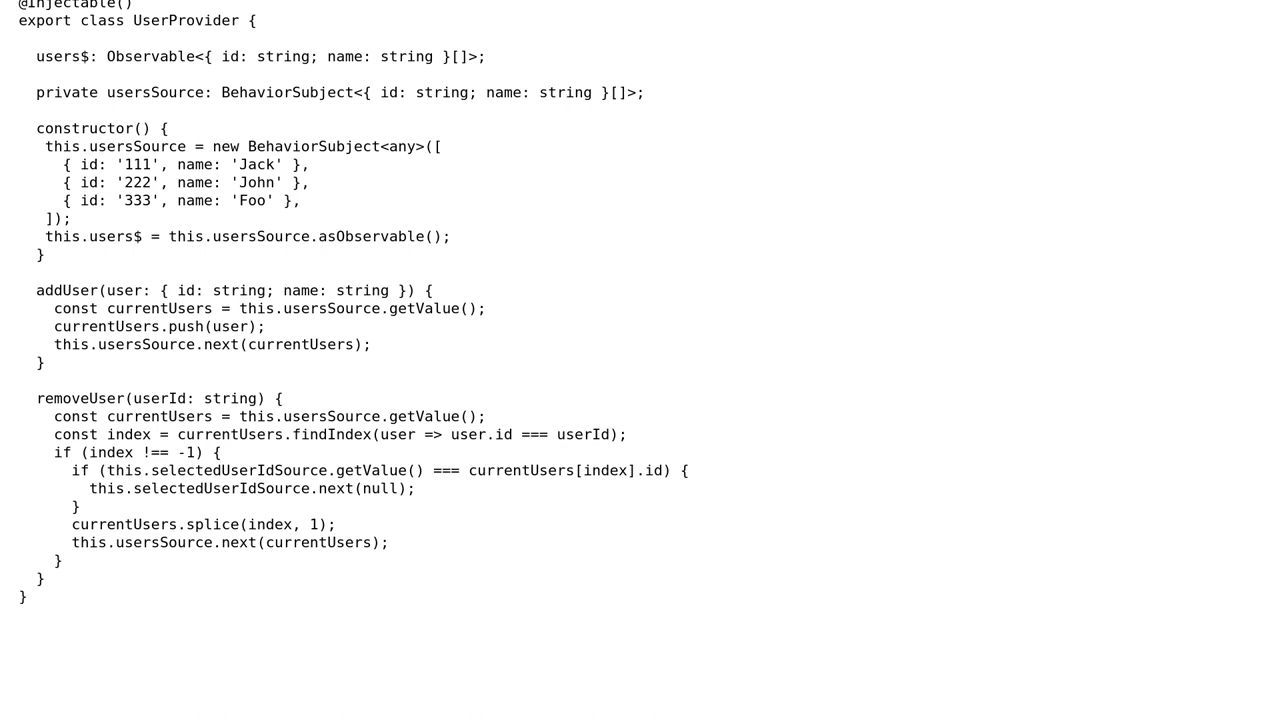 @Injectable()
export class UserProvider {
users$: Observable<{ id: string; name: string }[]>;
private usersSource: BehaviorSubject<{ id: string; name: string }[]>;
constructor() {
this.usersSource = new BehaviorSubject<any>([
{ id: '111', name: 'Jack' },
{ id: '222', name: 'John' },
{ id: '333', name: 'Foo' },
]);
this.users$ = this.usersSource.asObservable();
}
addUser(user: { id: string; name: string }) {
const currentUsers = this.usersSource.getValue();
currentUsers.push(user);
this.usersSource.next(currentUsers);
}
removeUser(userId: string) {
const currentUsers = this.usersSource.getValue();
const index = currentUsers.findIndex(user => user.id === userId);
if (index !== -1) {
if (this.selectedUserIdSource.getValue() === currentUsers[index].id) {
this.selectedUserIdSource.next(null);
}
currentUsers.splice(index, 1);
this.usersSource.next(currentUsers);
}
}
}